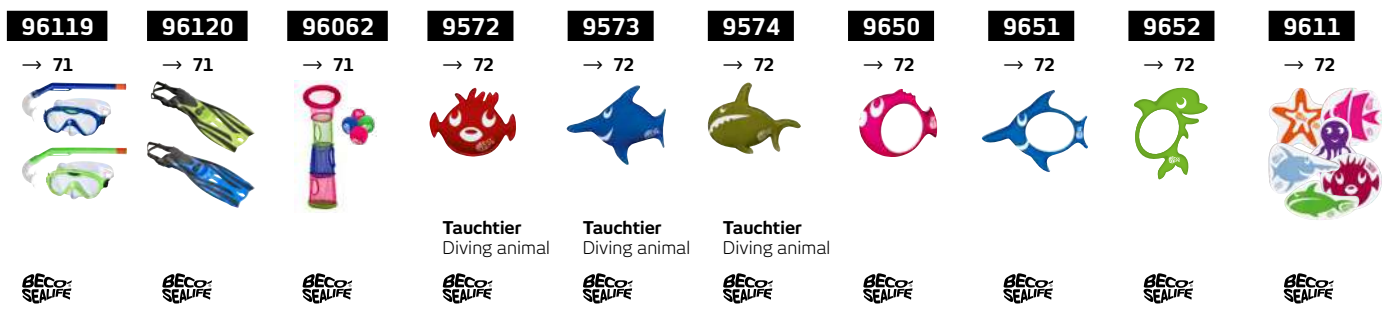 96119 96120 96062 9572 9573 9574 9650 9651 9652 9611
→ 71 → 71 → 71 → 72 → 72 → 72 → 72 → 72 → 72 → 72
Tauchtier Tauchtier Tauchtier
Diving animal Diving animal Diving animal
BECO BECO BECO BECO BECO BECO BECO BECO BECO
SEALIFE SEALIFE SEALIFE SEALIFE SEALIFE SEALIFE SEALIFE SEALIFE SEALIFE